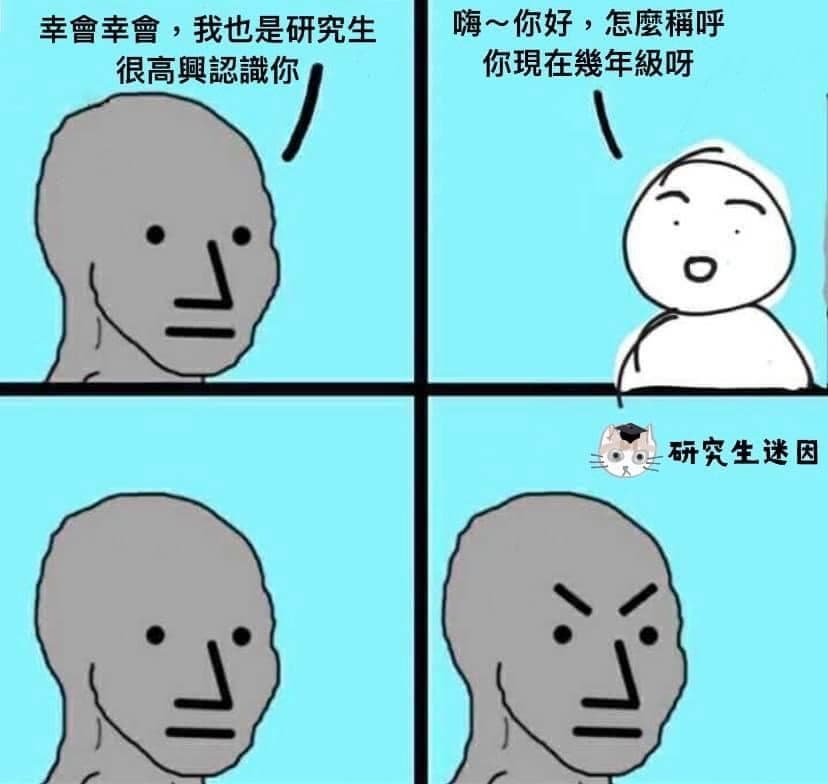 幸會幸會，我也是研究生
很高興認識你
嗨～你好，怎麼稱呼
你現在幾年級呀
研究生迷因